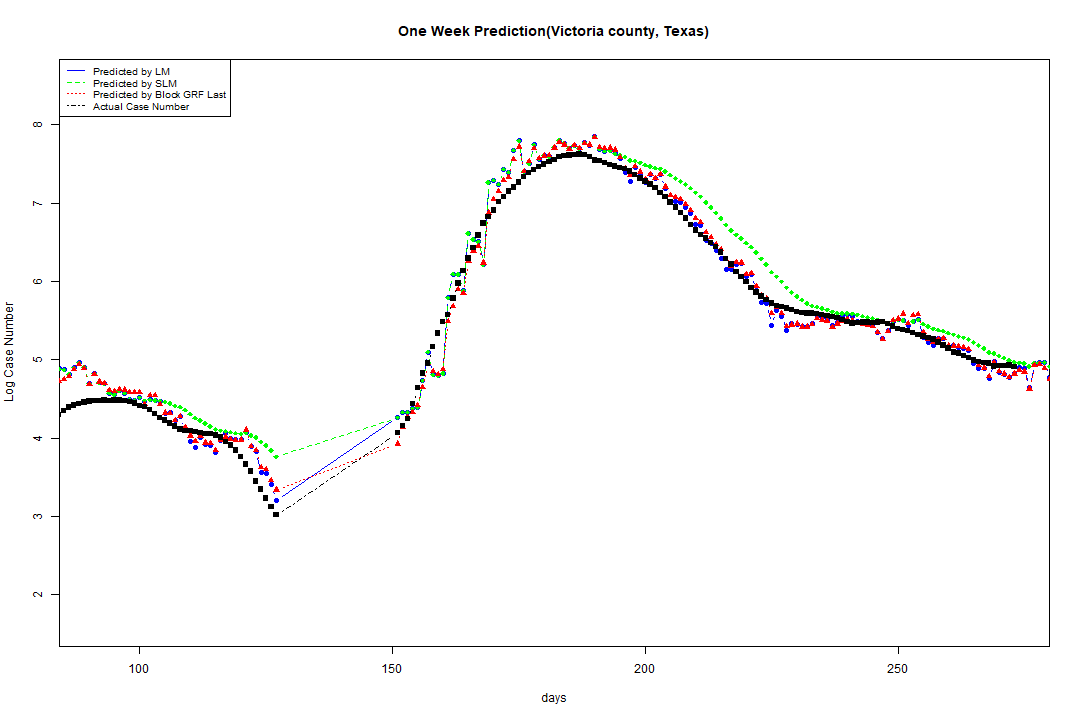 One Week Prediction(Victoria county, Texas)
Predicted by LM
Predicted by SLM
Predicted by Block GRF Last
Actual Case Number
8
7
6
5
4
3
2
Log Case Number
100 150 200 250
days